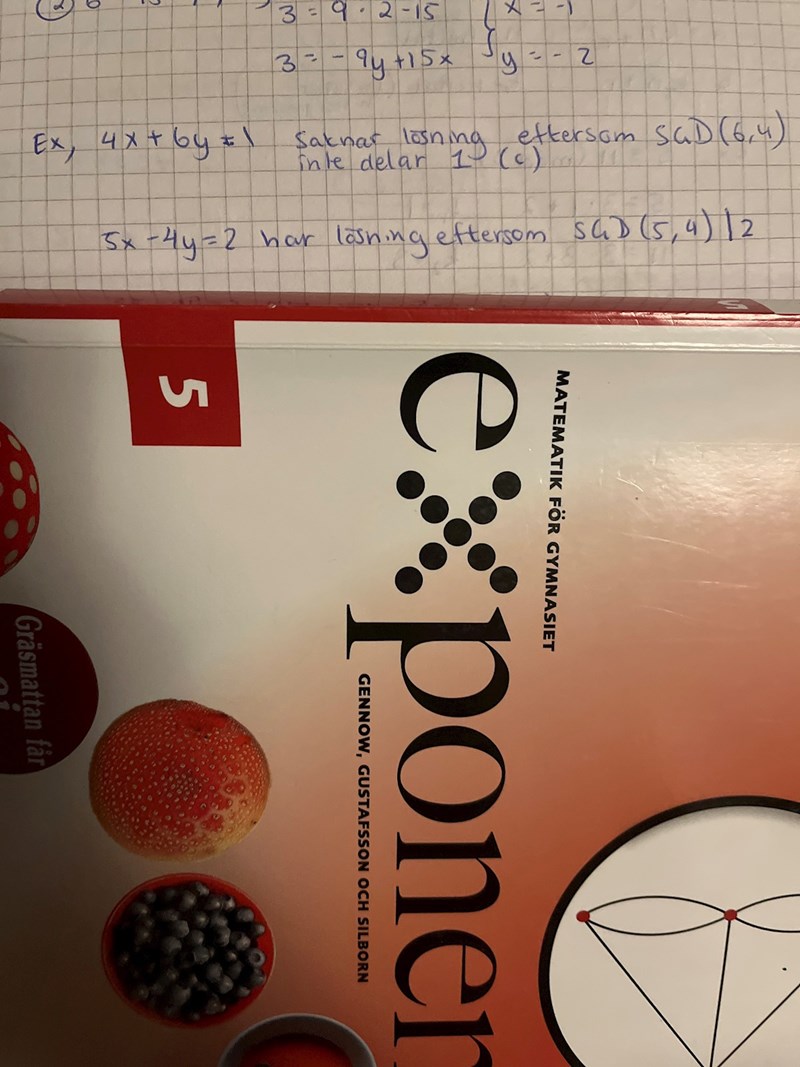 3 = 9 · 2 - 15 { x = -1
3 = - 9y + 15x { y = - 2
Ex, 4x + 6y = 1 saknar lösning eftersom SGD(6,4)
inte delar 1 (c)
5x - 4y = 2 har lösning eftersom SGD(5,4) | 2
5
5
exponen
MATEMATIK FÖR GYMNASIET
GENNOW, GUSTAFSSON OCH SILBORN
Gräsmattan får